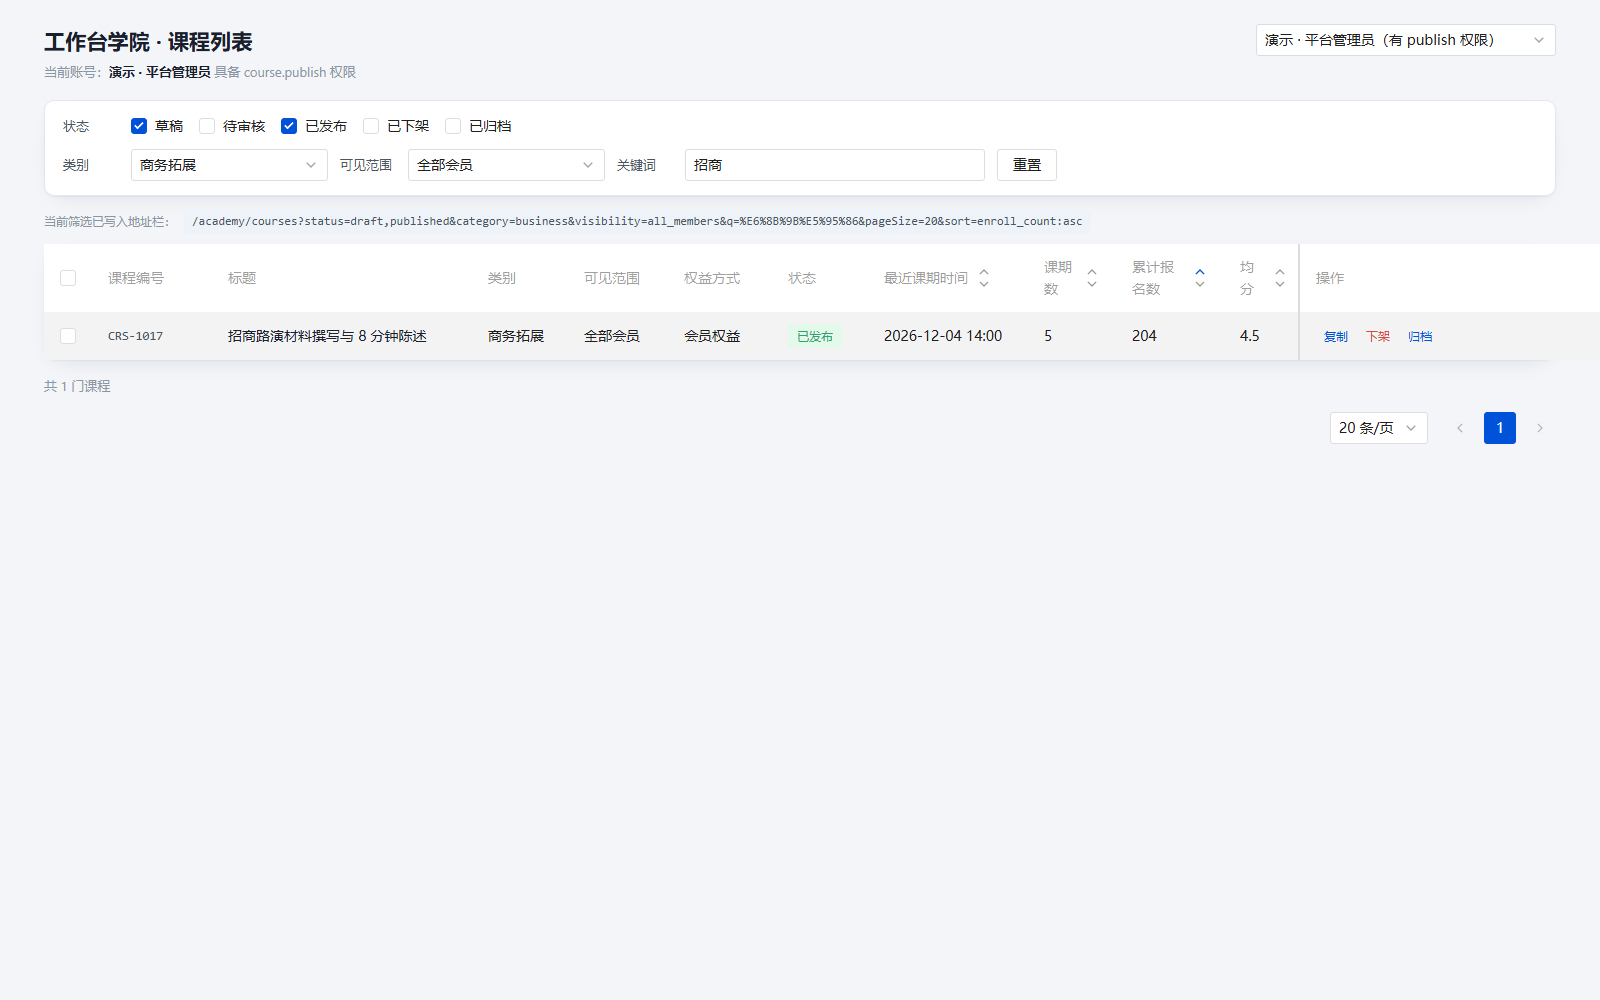 工作台学院 · 课程列表
演示 · 平台管理员（有 publish 权限）
当前账号：演示 · 平台管理员 具备 course.publish 权限
状态 草稿 待审核 已发布 已下架 已归档
类别 商务拓展 可见范围 全部会员 关键词 招商 重置
当前筛选已写入地址栏： /academy/courses?status=draft,published&category=business&visibility=all_members&q=%E6%8B%9B%E5%95%86&pageSize=20&sort=enroll_count:asc
课程编号 标题 类别 可见范围 权益方式 状态 最近课期时间 课期数 累计报名数 均分 操作
CRS-1017 招商路演材料撰写与 8 分钟陈述 商务拓展 全部会员 会员权益 已发布 2026-12-04 14:00 5 204 4.5 复制 下架 归档
共 1 门课程
20 条/页 1